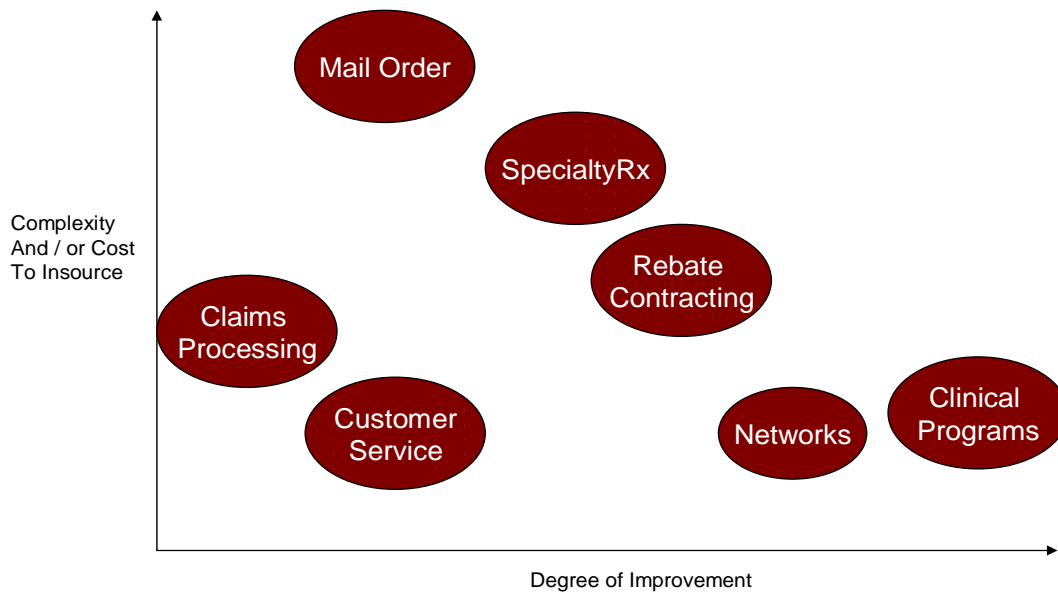 Mail Order
SpecialtyRx
Complexity
And / or Cost
To Insource
Rebate
Contracting
Claims
Processing
Customer
Service
Networks
Clinical
Programs
Degree of Improvement